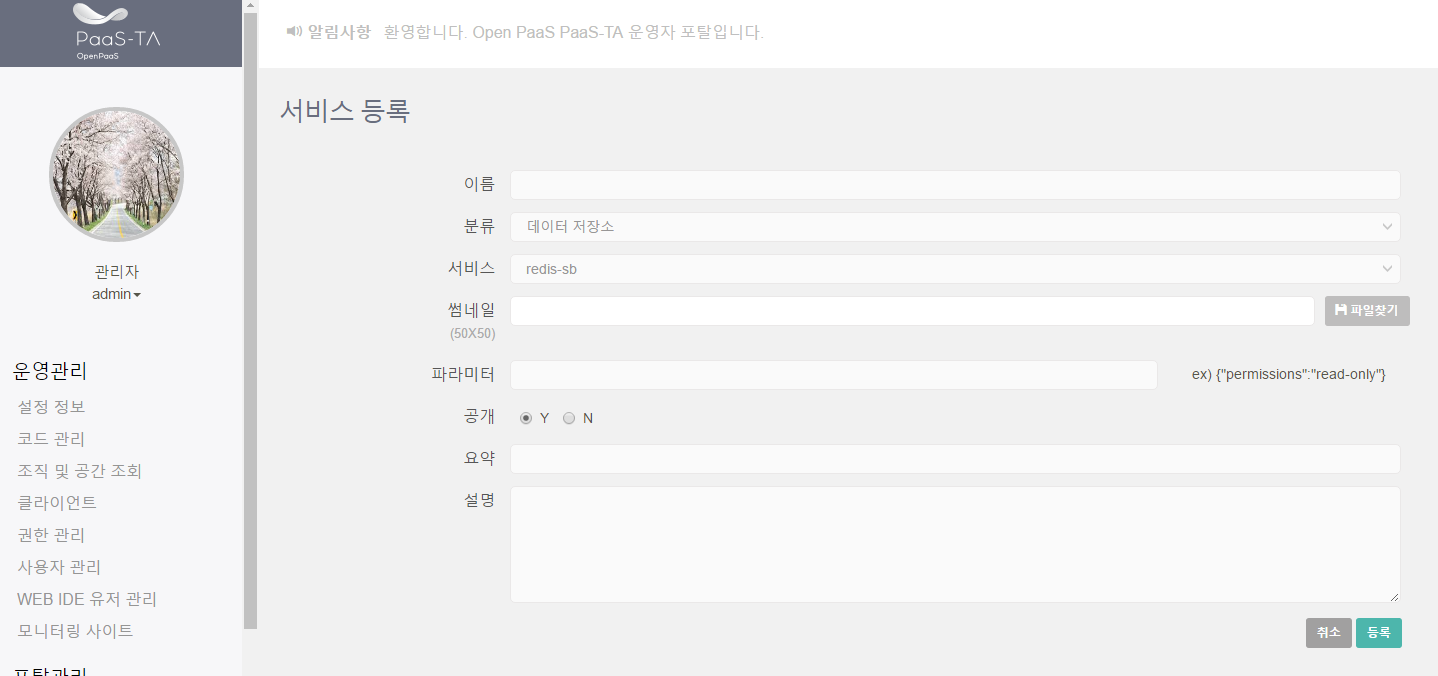 PaaS-TA
OpenPaaS
알림사항 환영합니다. Open PaaS PaaS-TA 운영자 포탈입니다.
관리자
admin
운영관리
설정 정보
코드 관리
조직 및 공간 조회
클라이언트
권한 관리
사용자 관리
WEB IDE 유저 관리
모니터링 사이트
포탈관리
서비스 등록
이름
분류 데이터 저장소
서비스 redis-sb
썸네일 파일찾기
(50X50)
파라미터 ex) {"permissions":"read-only"}
공개 Y N
요약
설명
취소 등록